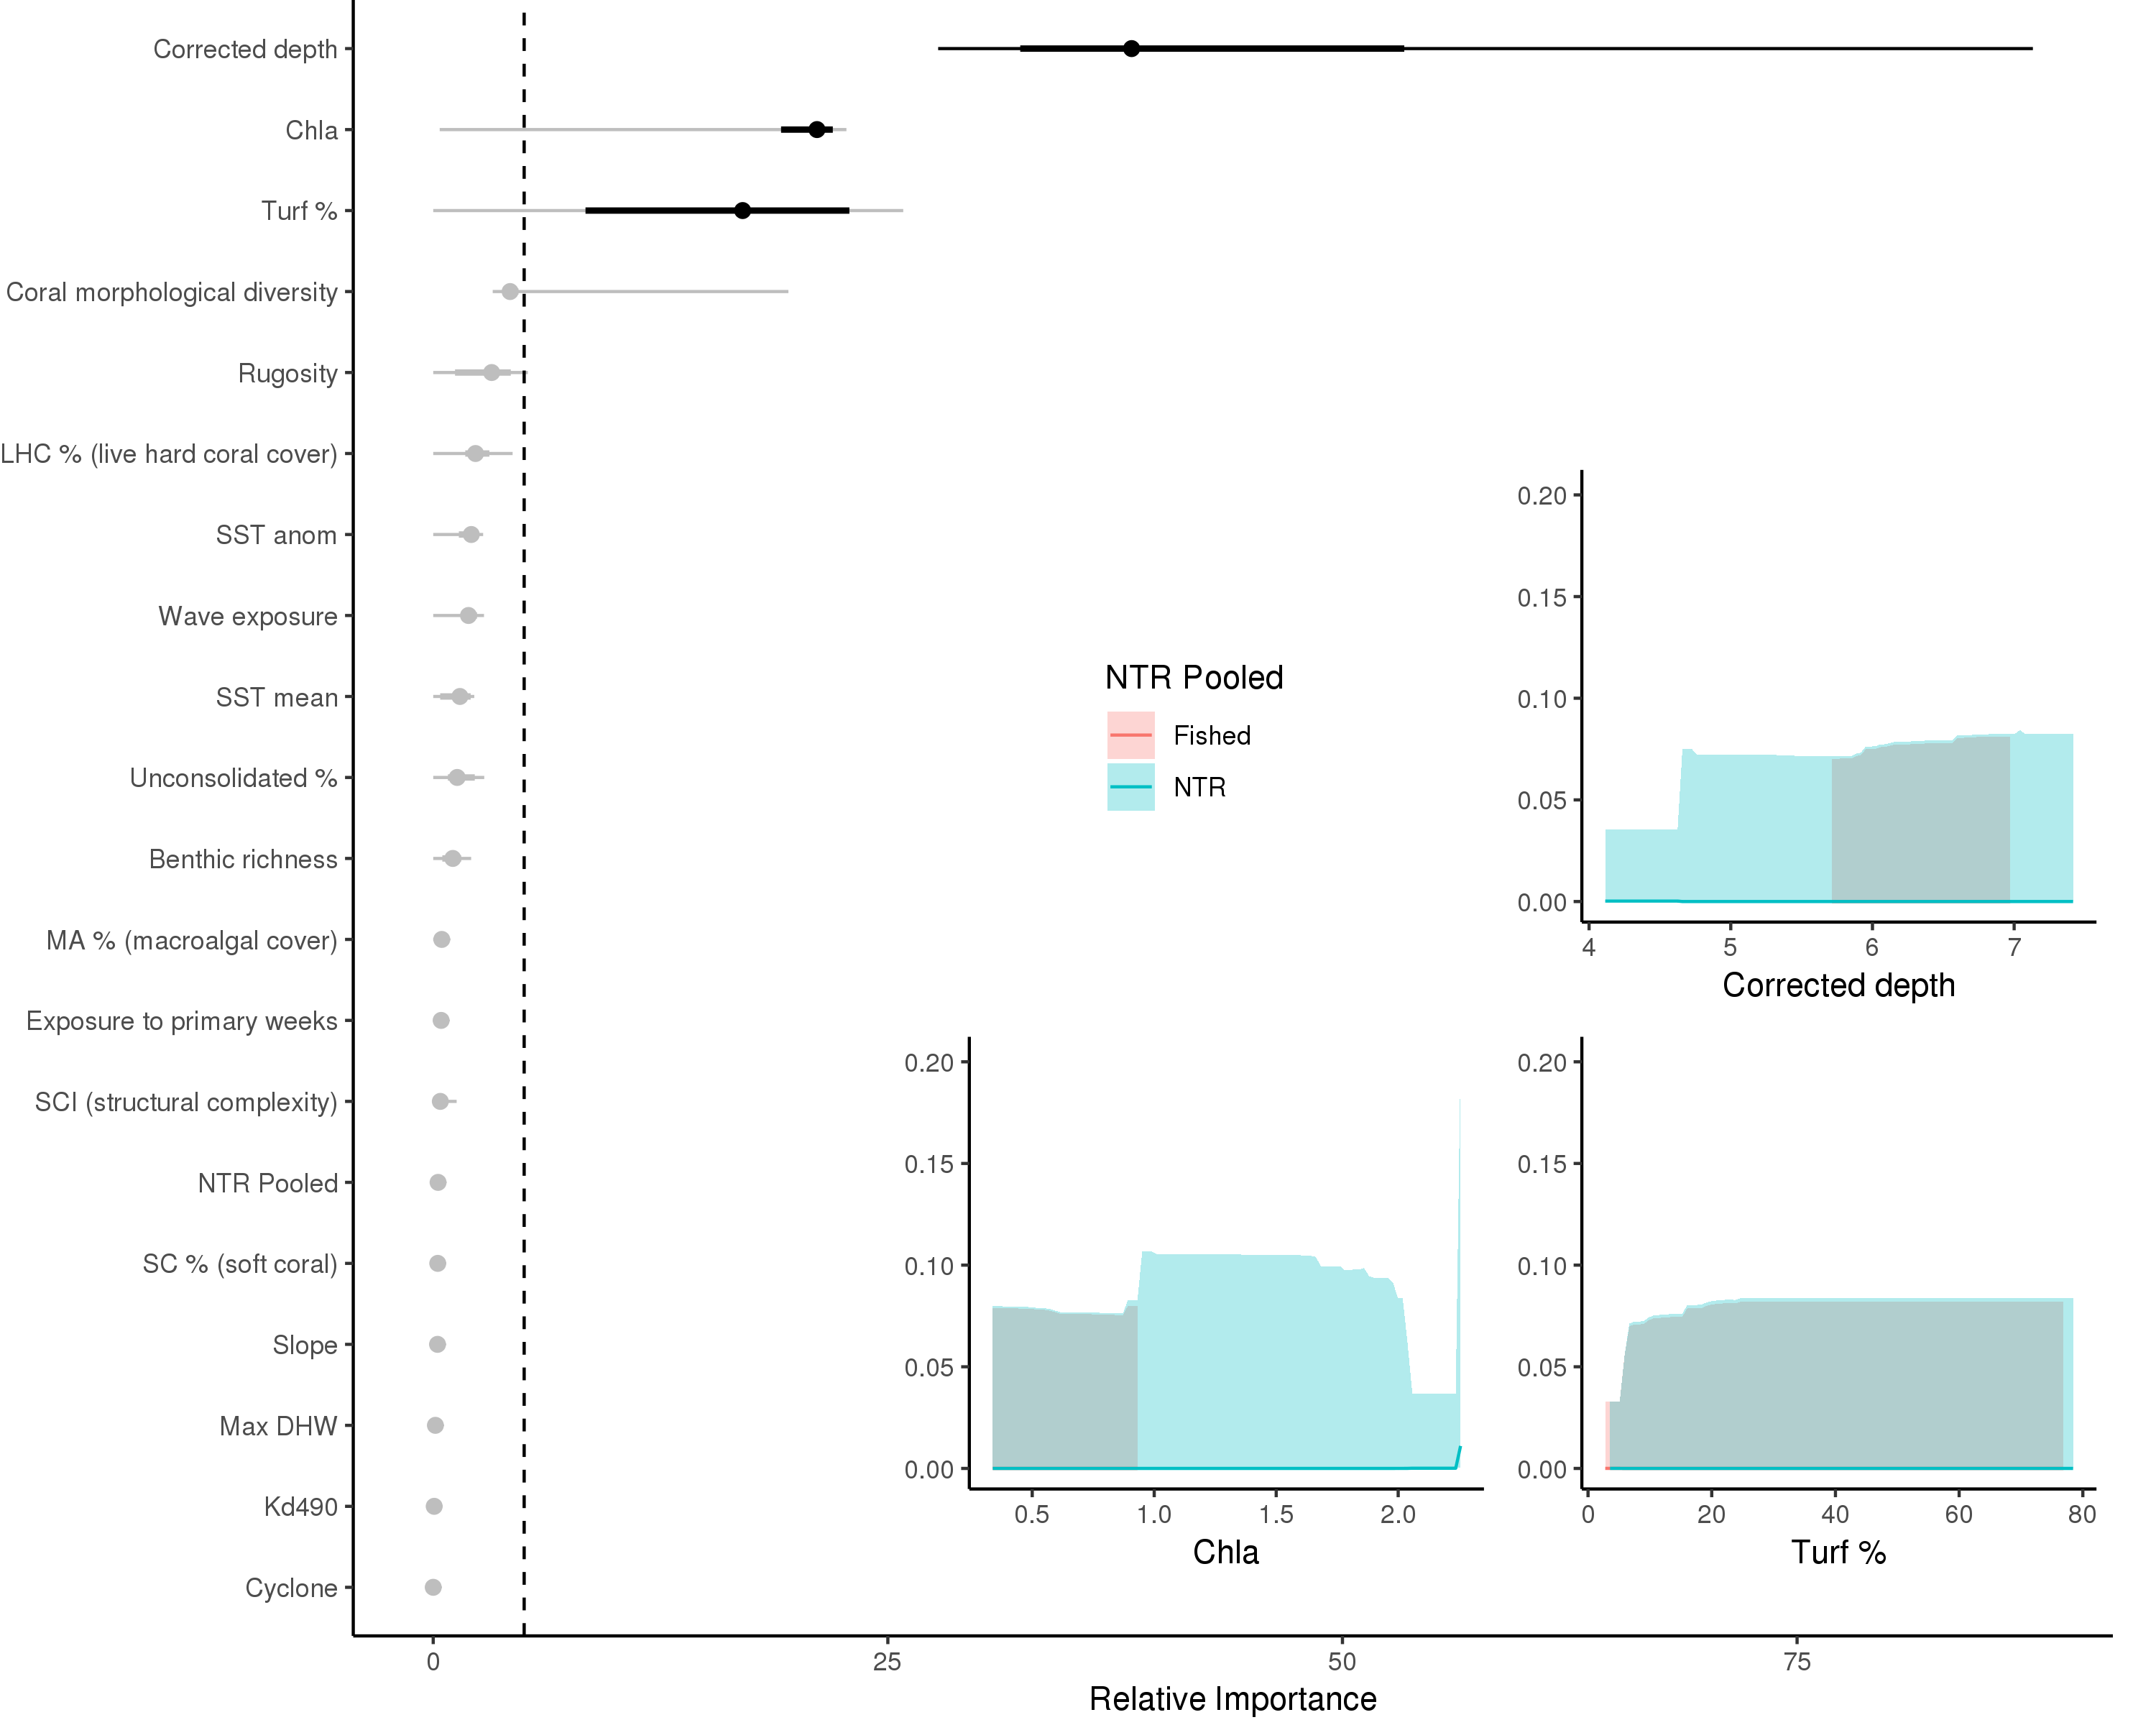 Corrected depth
Chla
Turf %
Coral morphological diversity
Rugosity
LHC % (live hard coral cover)
SST anom
Wave exposure
SST mean
Unconsolidated %
Benthic richness
MA % (macroalgal cover)
Exposure to primary weeks
SCI (structural complexity)
NTR Pooled
SC % (soft coral)
Slope
Max DHW
Kd490
Cyclone
0 25 50 75
Relative Importance
NTR Pooled
Fished
NTR
0.20
0.15
0.10
0.05
0.00
4 5 6 7
Corrected depth
0.20
0.15
0.10
0.05
0.00
0.5 1.0 1.5 2.0
Chla
0.20
0.15
0.10
0.05
0.00
0 20 40 60 80
Turf %